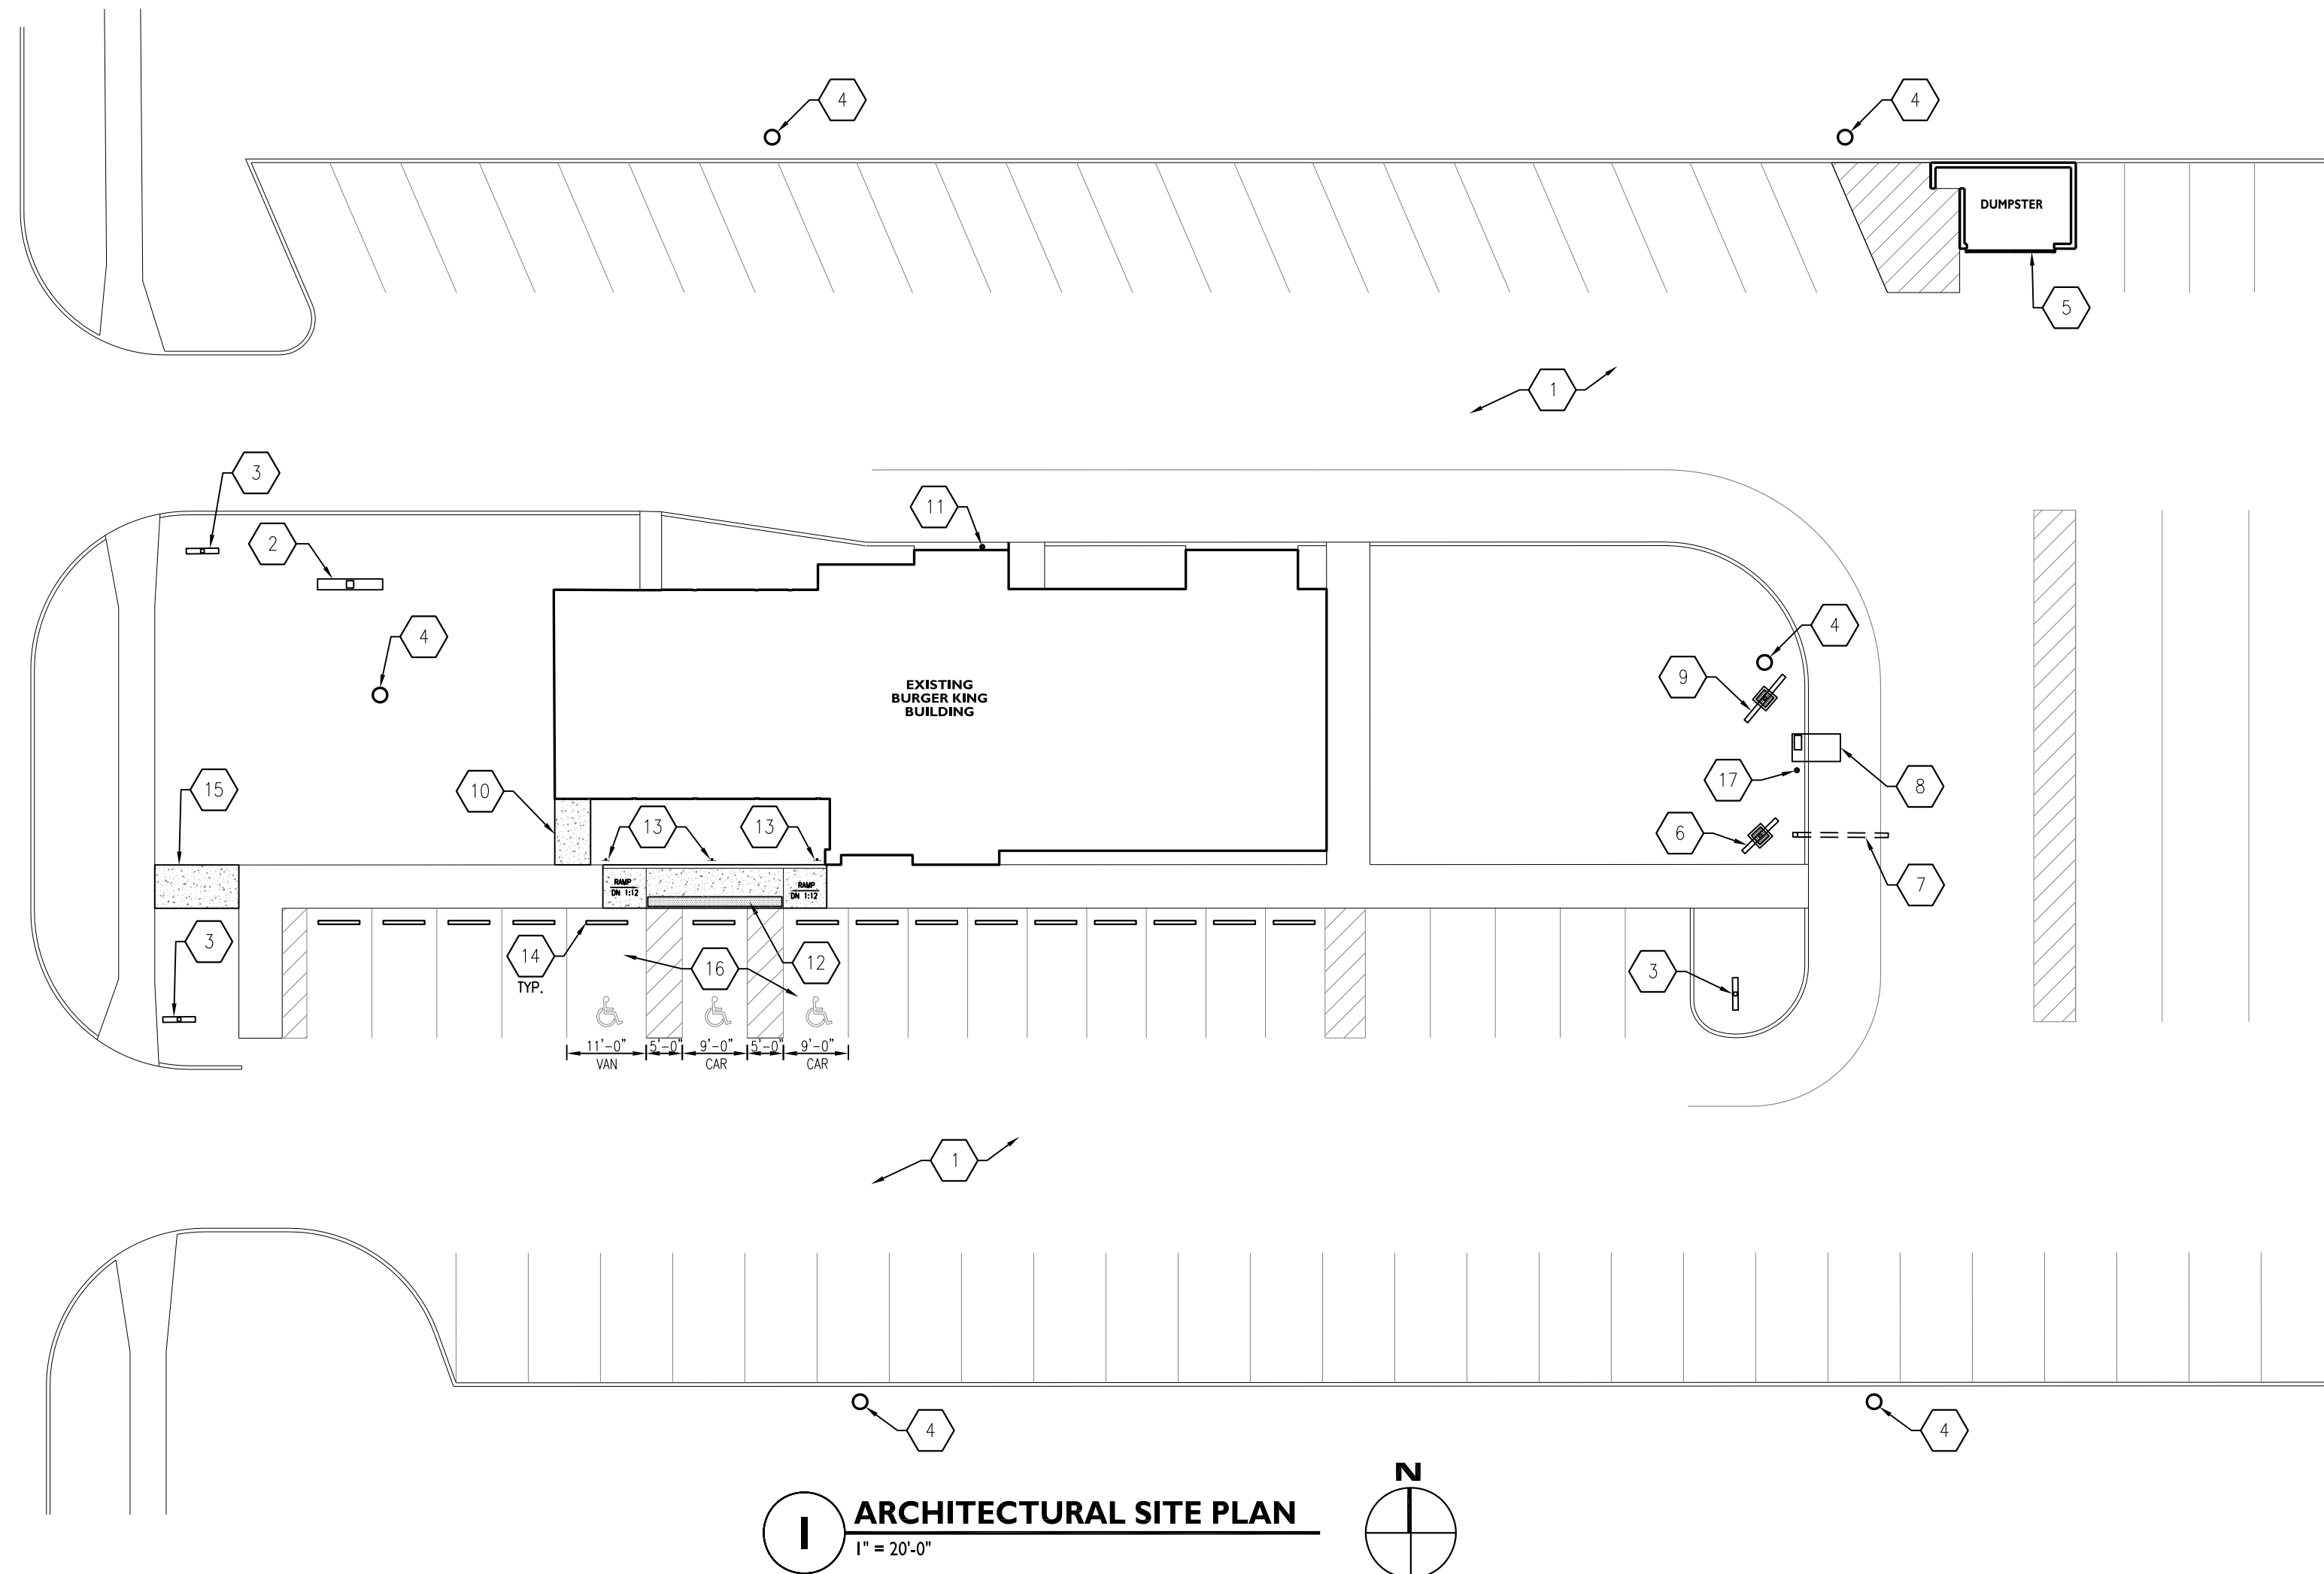 4
4
DUMPSTER
5
1
3
11
2
4
4
9
EXISTING
BURGER KING
BUILDING
17
8
15
10
13
13
6
7
RAMP
DN 1:12
RAMP
DN 1:12
3
14
TYP.
16
12
3
11'-0"
VAN
5'-0"
9'-0"
CAR
5'-0"
9'-0"
CAR
1
4
4
N
1
ARCHITECTURAL SITE PLAN
1" = 20'-0"